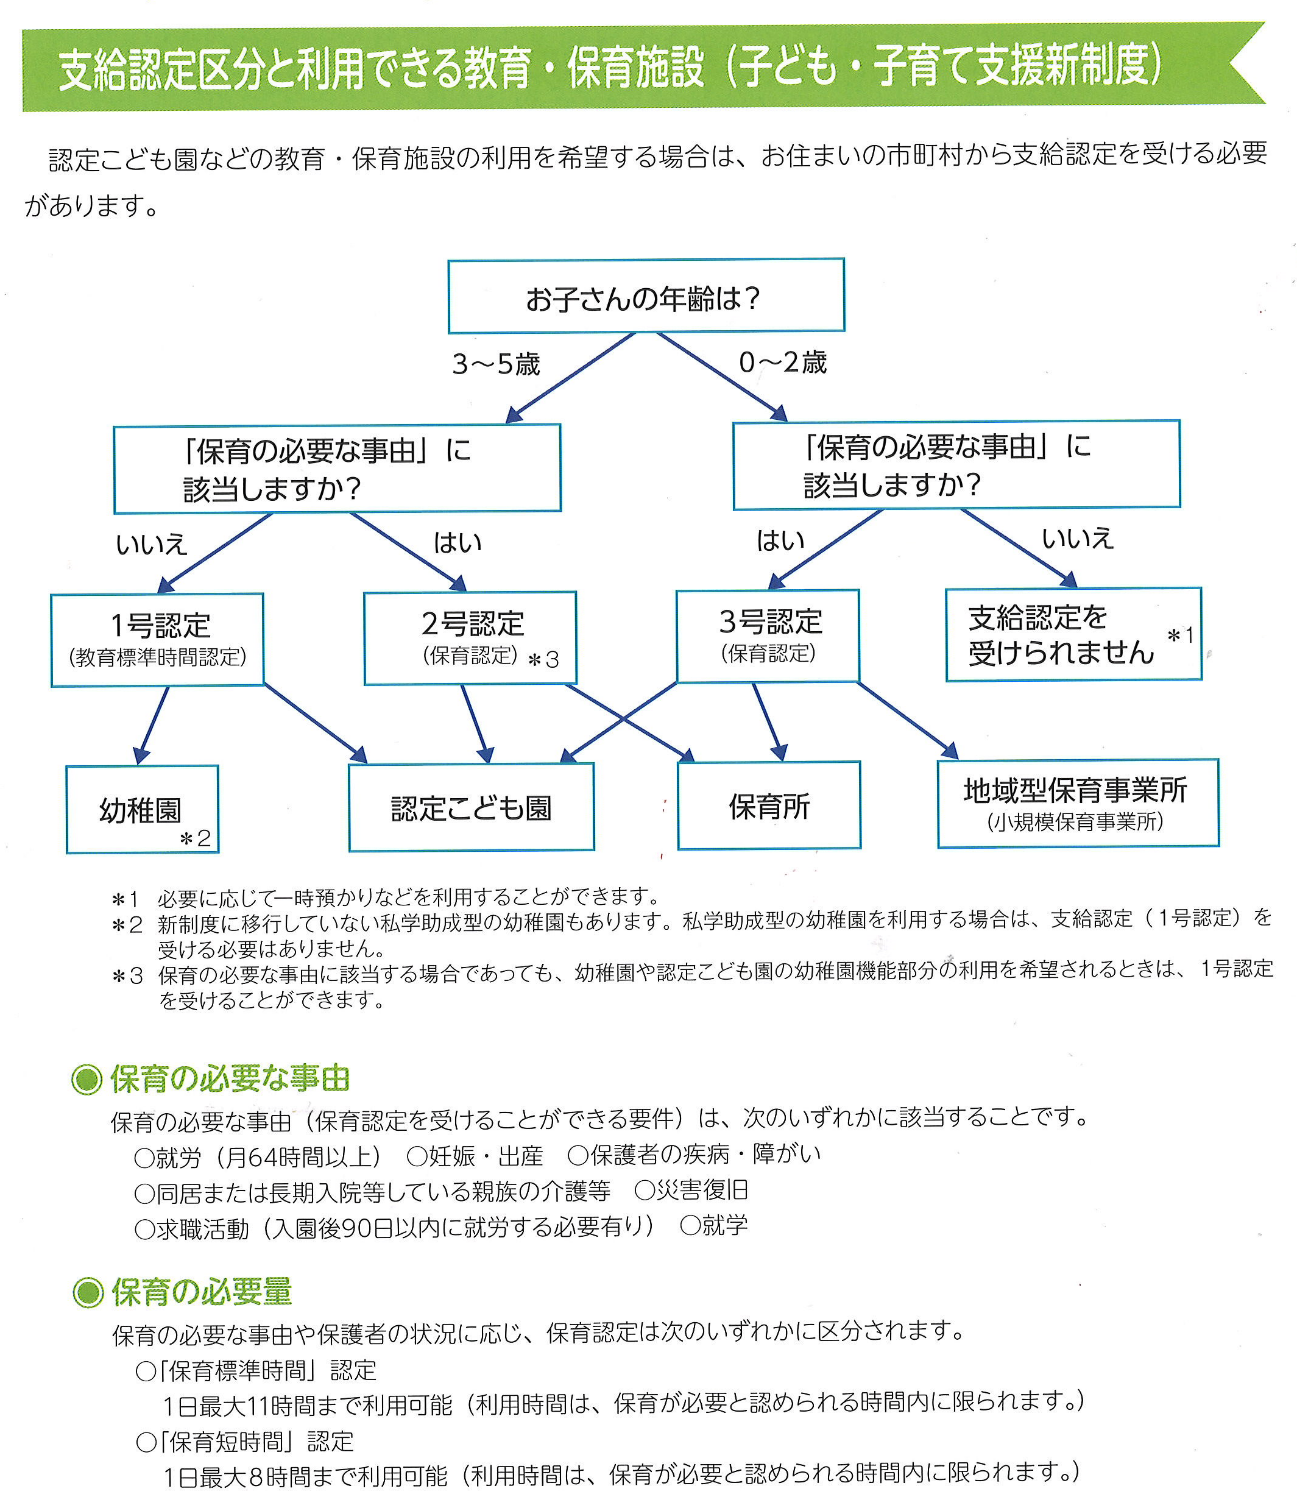 支給認定区分と利用できる教育・保育施設（子ども・子育て支援新制度）
認定こども園などの教育・保育施設の利用を希望する場合は、お住まいの市町村から支給認定を受ける必要
があります。
お子さんの年齢は？
3～5歳
0～2歳
「保育の必要な事由」に
該当しますか？
「保育の必要な事由」に
該当しますか？
いいえ
はい
はい
いいえ
1号認定
（教育標準時間認定）
2号認定
（保育認定）＊3
3号認定
（保育認定）
支給認定を
受けられません ＊1
幼稚園
＊2
認定こども園
保育所
地域型保育事業所
（小規模保育事業所）
＊1 必要に応じて一時預かりなどを利用することができます。
＊2 新制度に移行していない私学助成型の幼稚園もあります。私学助成型の幼稚園を利用する場合は、支給認定（1号認定）を
受ける必要はありません。
＊3 保育の必要な事由に該当する場合であっても、幼稚園や認定こども園の幼稚園機能部分の利用を希望されるときは、1号認定
を受けることができます。
◉保育の必要な事由
保育の必要な事由（保育認定を受けることができる要件）は、次のいずれかに該当することです。
○就労（月64時間以上） ○妊娠・出産 ○保護者の疾病・障がい
○同居または長期入院等している親族の介護等 ○災害復旧
○求職活動（入園後90日以内に就労する必要有り） ○就学
◉保育の必要量
保育の必要な事由や保護者の状況に応じ、保育認定は次のいずれかに区分されます。
○「保育標準時間」認定
1日最大11時間まで利用可能（利用時間は、保育が必要と認められる時間内に限られます。）
○「保育短時間」認定
1日最大8時間まで利用可能（利用時間は、保育が必要と認められる時間内に限られます。）